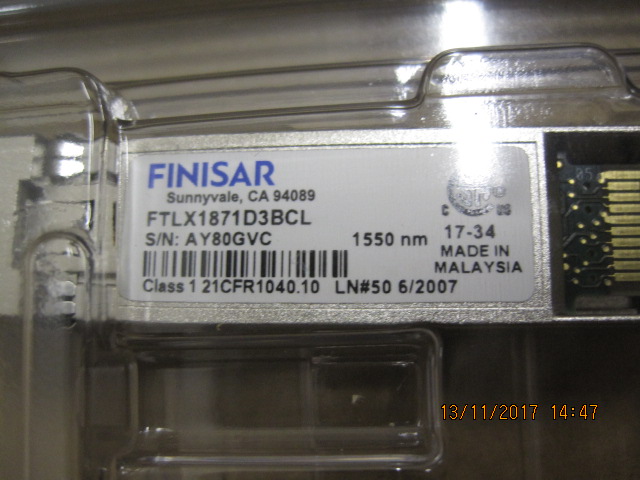 FINISAR
Sunnyvale, CA 94089
FTLX1871D3BCL
S/N: AY80GVC
1550 nm
Class 1 21CFR1040.10 LN#50 6/2007
C US
17-34
MADE IN
MALAYSIA
13/11/2017 14:47